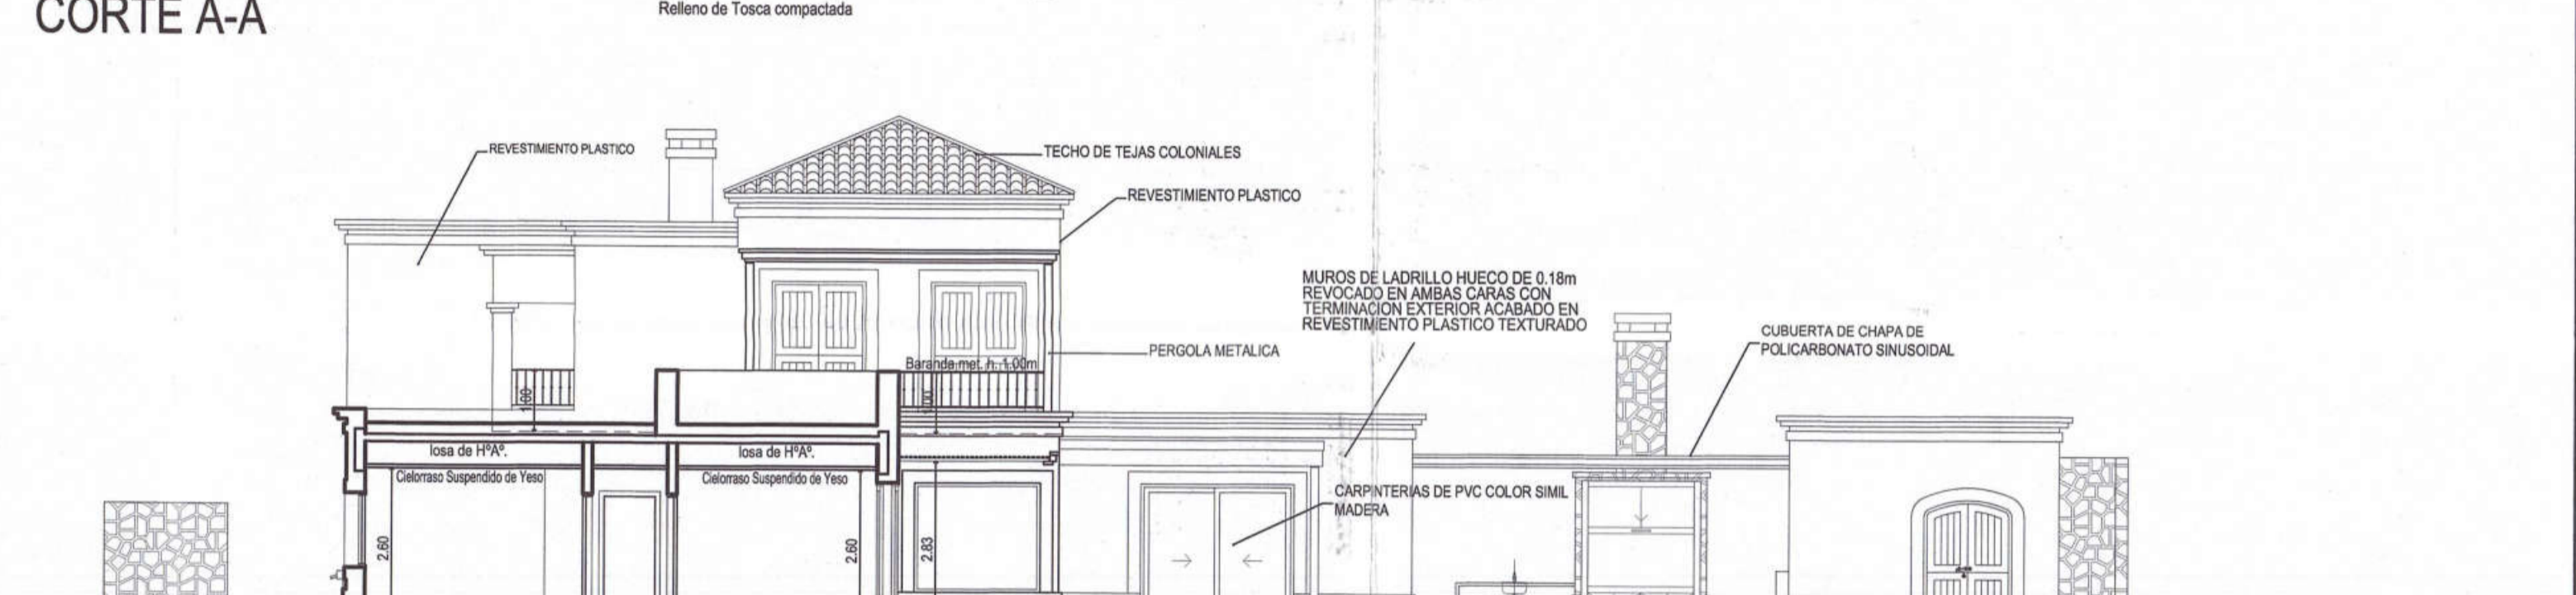 CORTE A-A
Relleno de Tosca compactada
REVESTIMIENTO PLASTICO
TECHO DE TEJAS COLONIALES
REVESTIMIENTO PLASTICO
MUROS DE LADRILLO HUECO DE 0.18m
REVOCADO EN AMBAS CARAS CON
TERMINACION EXTERIOR ACABADO EN
REVESTIMIENTO PLASTICO TEXTURADO
CUBUERTA DE CHAPA DE
POLICARBONATO SINUSOIDAL
PERGOLA METALICA
Baranda met. h. 1.00m
1.00
1.00
losa de HºAº.
losa de HºAº.
Cielorraso Suspendido de Yeso
Cielorraso Suspendido de Yeso
CARPINTERIAS DE PVC COLOR SIMIL
MADERA
2.60
2.60
2.83